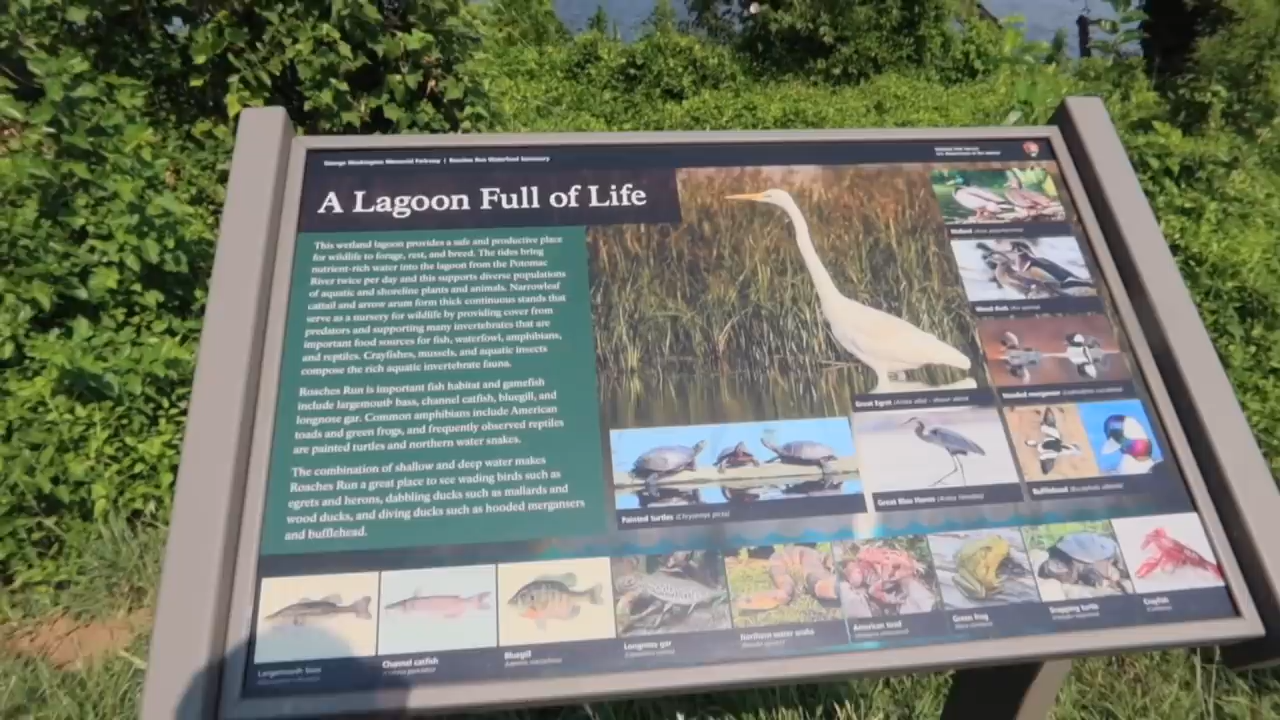 George Washington Memorial Parkway | Roaches Run Waterfowl Sanctuary
A Lagoon Full of Life
This wetland lagoon provides a safe and productive place
for wildlife to forage, rest, and breed. The tides bring
nutrient-rich water into the lagoon from the Potomac
River twice per day and this supports diverse populations
of aquatic and shoreline plants and animals. Narrowleaf
cattail and arrow arum form thick continuous stands that
serve as a nursery for wildlife by providing cover from
predators and supporting many invertebrates that are
important food sources for fish, waterfowl, amphibians,
and reptiles. Crayfishes, mussels, and aquatic insects
compose the rich aquatic invertebrate fauna.
Roaches Run is important fish habitat and gamefish
include largemouth bass, channel catfish, bluegill, and
longnose gar. Common amphibians include American
toads and green frogs, and frequently observed reptiles
are painted turtles and northern water snakes.
The combination of shallow and deep water makes
Roaches Run a great place to see wading birds such as
egrets and herons, dabbling ducks such as mallards and
wood ducks, and diving ducks such as hooded mergansers
and bufflehead.
Mallard
Wood duck
Hooded merganser
Great Egret
Great Blue Heron
Bufflehead
Painted turtles (Chrysemys picta)
Largemouth bass
Channel catfish
Bluegill
Longnose gar
Northern water snake
American toad
Green frog
Snapping turtle
Crayfish